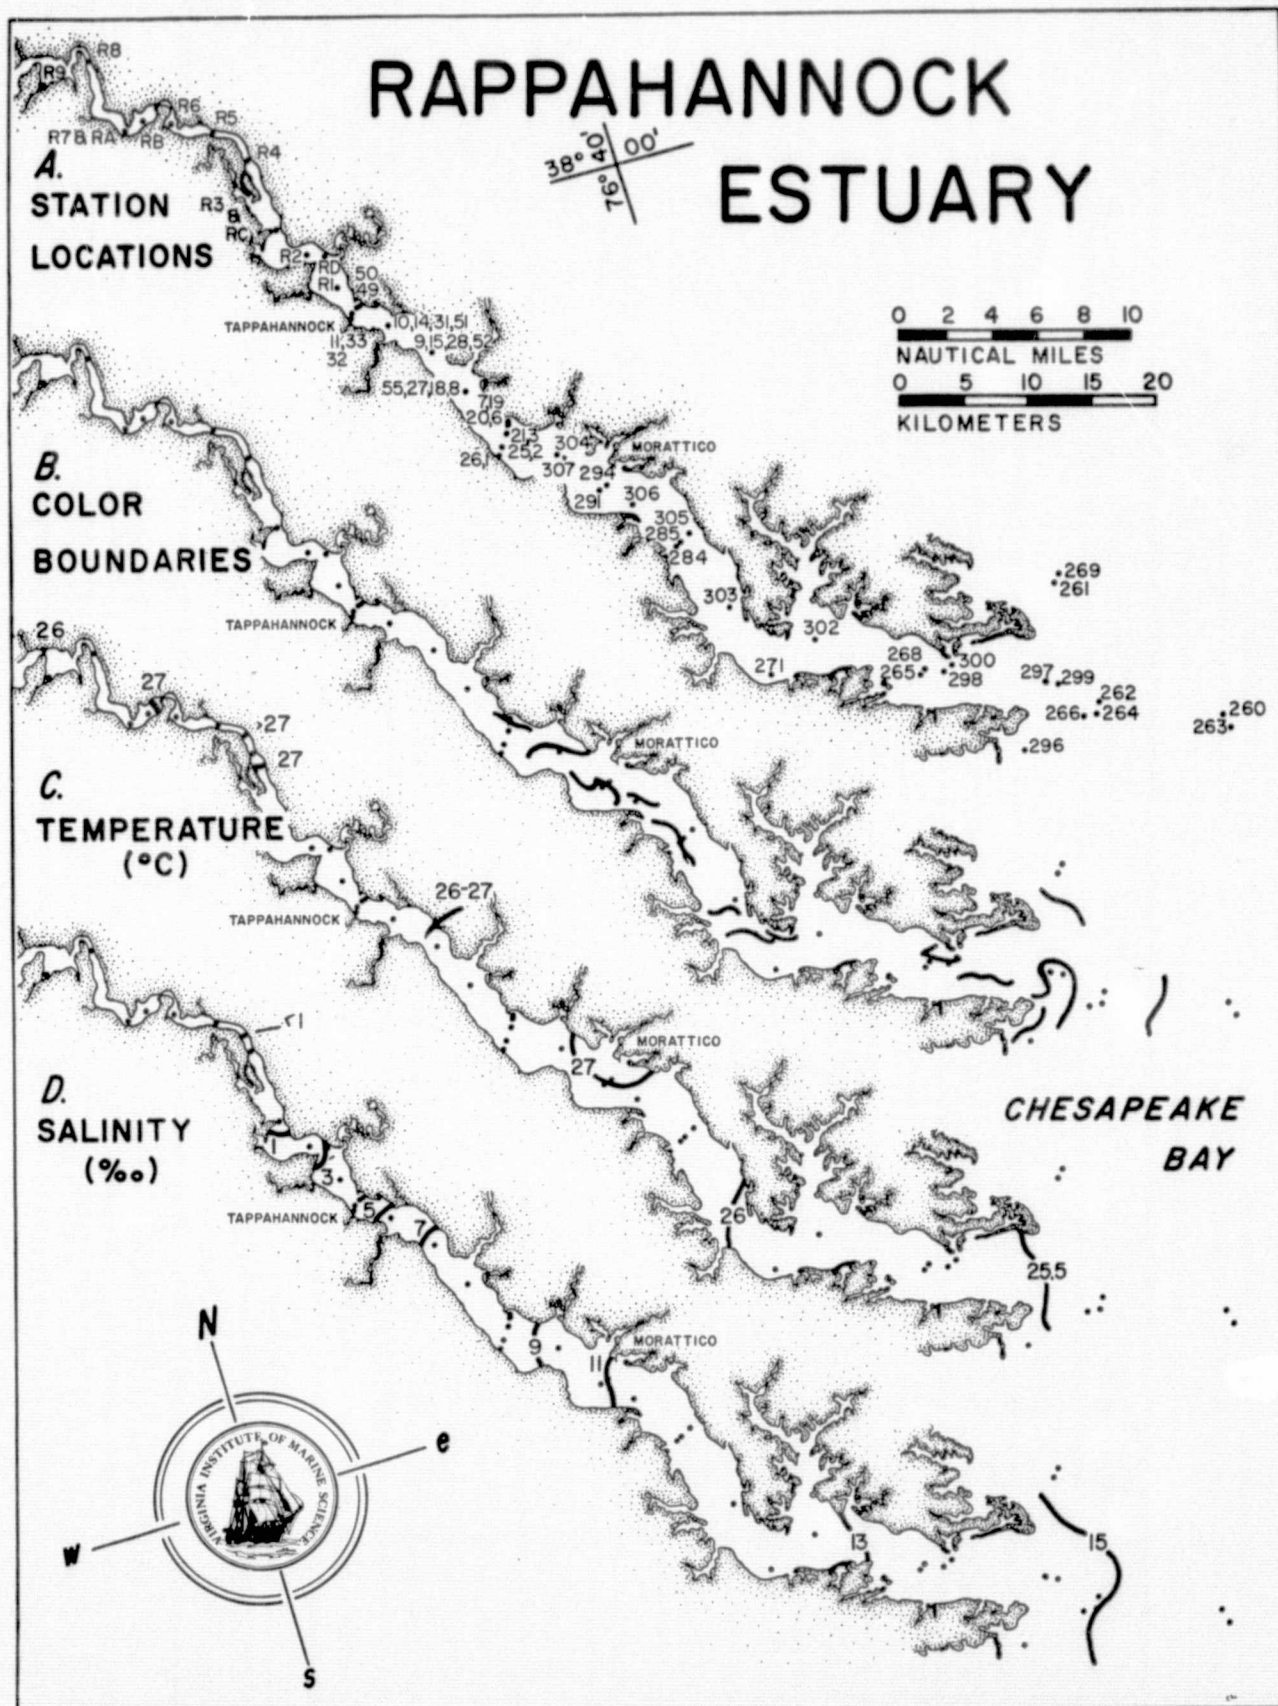 RAPPAHANNOCK
ESTUARY
38° 00'
76° 40'
R8
R9
R6
R5
R7 & RA
RB
R4
A.
STATION
LOCATIONS
R3
&
RC
R2
RD
R1
50
49
TAPPAHANNOCK
10,14,31,51
11,33
32
9,15,28,52
55,27,18,8
7,19
20,6
21,3
25,2
26,1
304
307
294
291
MORATTICO
306
305
285
284
303
302
271
268
265
300
298
269
261
297
299
262
266
264
260
263
296
0 2 4 6 8 10
NAUTICAL MILES
0 5 10 15 20
KILOMETERS
B.
COLOR
BOUNDARIES
TAPPAHANNOCK
MORATTICO
26
27
>27
27
C.
TEMPERATURE
(°C)
26-27
TAPPAHANNOCK
27
MORATTICO
26
25.5
CHESAPEAKE
BAY
<1
D.
SALINITY
(‰)
1
3
5
7
TAPPAHANNOCK
9
11
MORATTICO
13
15
N
e
w
s
VIRGINIA INSTITUTE OF MARINE SCIENCE